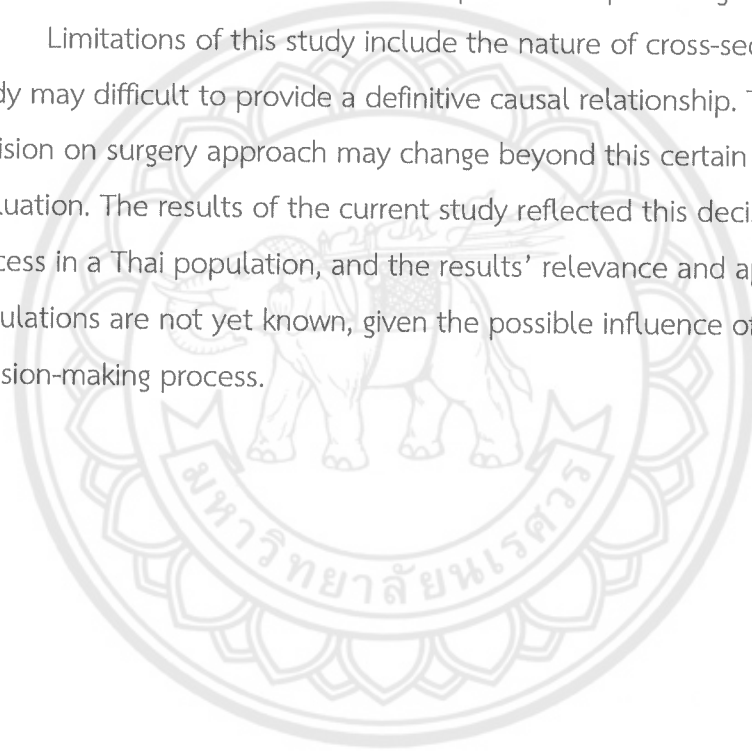 Limitations of this study include the nature of cross-sec
dy may difficult to provide a definitive causal relationship. T
ision on surgery approach may change beyond this certain
luation. The results of the current study reflected this deci
cess in a Thai population, and the results' relevance and a
ulations are not yet known, given the possible influence of
sion-making process.
มหาวิทยาลัยนเรศวร